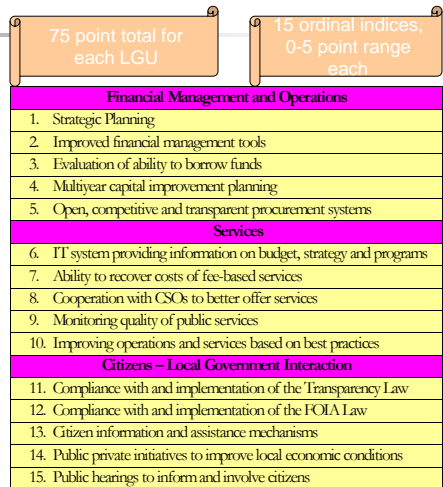 75 point total for
each LGU
15 ordinal indices,
0-5 point range
each
Financial Management and Operations
1. Strategic Planning
2. Improved financial management tools
3. Evaluation of ability to borrow funds
4. Multiyear capital improvement planning
5. Open, competitive and transparent procurement systems
Services
6. IT system providing information on budget, strategy and programs
7. Ability to recover costs of fee-based services
8. Cooperation with CSOs to better offer services
9. Monitoring quality of public services
10. Improving operations and services based on best practices
Citizens – Local Government Interaction
11. Compliance with and implementation of the Transparency Law
12. Compliance with and implementation of the FOIA Law
13. Citizen information and assistance mechanisms
14. Public private initiatives to improve local economic conditions
15. Public hearings to inform and involve citizens